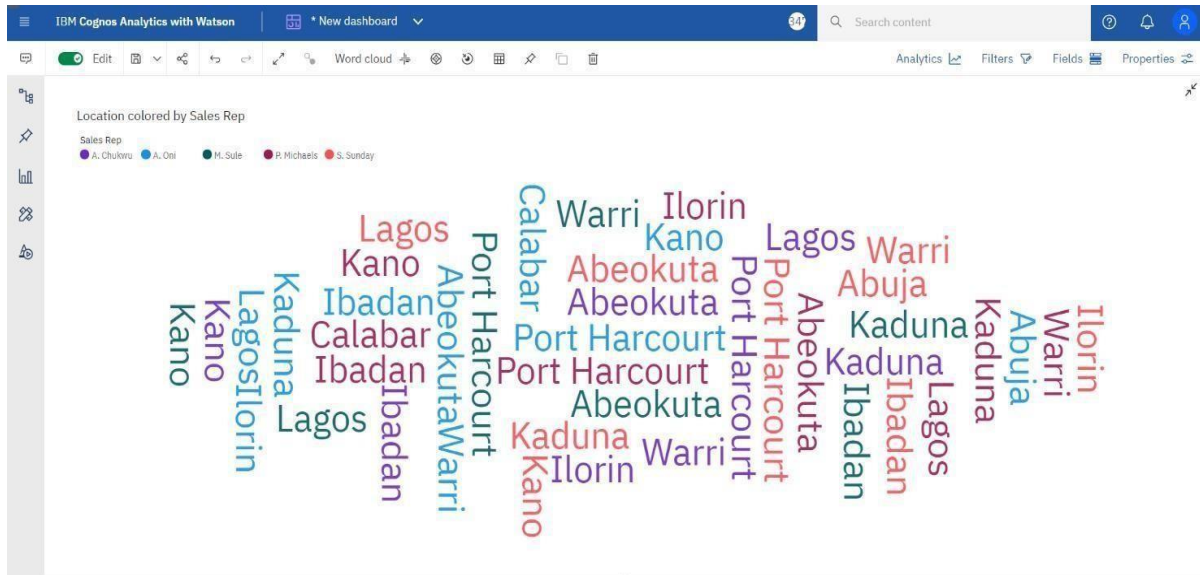 IBM Cognos Analytics with Watson
* New dashboard
Search content
Edit
Word cloud
Analytics
Filters
Fields
Properties
Location colored by Sales Rep
Sales Rep
A. Chukwu A. Oni M. Sule P. Michaels S. Sunday
Kano
Kano
Lagos
Ilorin
Kaduna
Lagos
Kano
Ibadan
Calabar
Ibadan
Lagos
Ibadan
Abeokuta
Warri
Port Harcourt
Calabar
Warri
Ilorin
Kano
Abeokuta
Abeokuta
Port Harcourt
Port Harcourt
Abeokuta
Kaduna
Kano
Ilorin
Warri
Port Harcourt
Port Harcourt
Lagos
Abeokuta
Warri
Abuja
Kaduna
Kaduna
Ibadan
Ibadan
Lagos
Kaduna
Abuja
Warri
Ilorin